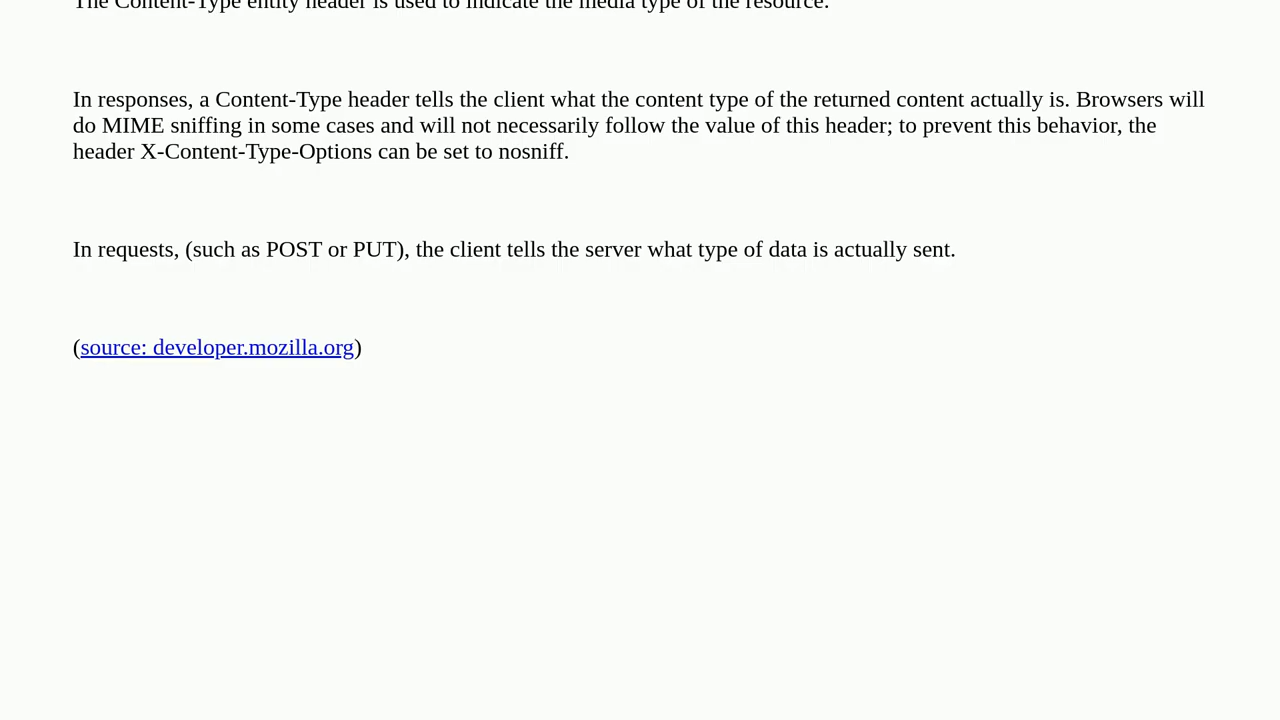 The Content-Type entity header is used to indicate the media type of the resource.
In responses, a Content-Type header tells the client what the content type of the returned content actually is. Browsers will
do MIME sniffing in some cases and will not necessarily follow the value of this header; to prevent this behavior, the
header X-Content-Type-Options can be set to nosniff.
In requests, (such as POST or PUT), the client tells the server what type of data is actually sent.
(source: developer.mozilla.org)